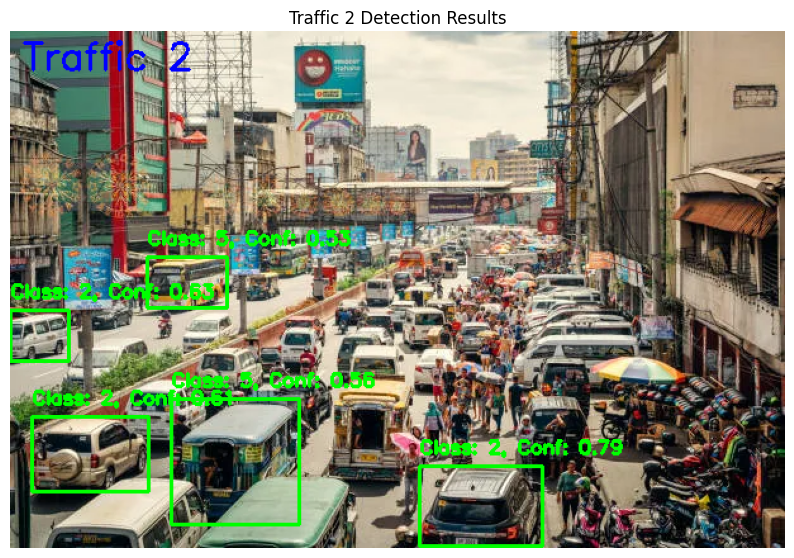 Traffic 2 Detection Results
Traffic 2
Class: 5, Conf: 0.53
Class: 2, Conf: 0.63
Class: 5, Conf: 0.56
Class: 2, Conf: 0.61
Class: 2, Conf: 0.79